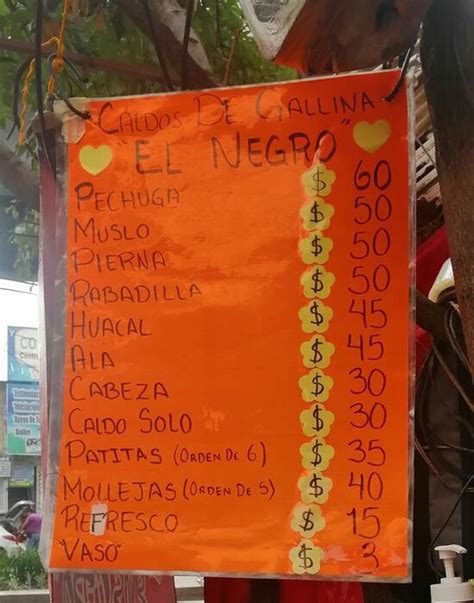 CALDOS DE GALLINA
"EL NEGRO"
PECHUGA $ 60
MUSLO $ 50
PIERNA $ 50
RABADILLA $ 50
HUACAL $ 45
ALA $ 45
CABEZA $ 30
CALDO SOLO $ 30
PATITAS (ORDEN DE 6) $ 35
MOLLEJAS (ORDEN DE 5) $ 40
REFRESCO $ 15
VASO $ 3